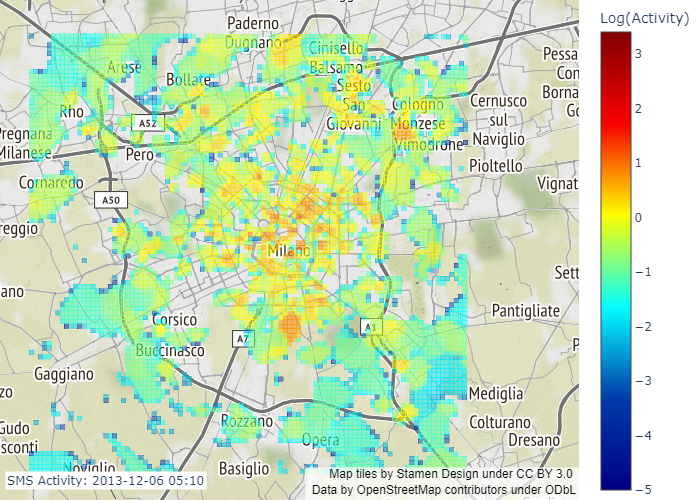 Log(Activity)
Paderno
Dugnano
Cinisello
Balsamo
Arese
Bollate
Sesto
San
Giovanni
Cologno
Monzese
Vimodrone
Cernusco
sul
Naviglio
Pessa
Con
Borna
Go
Rho
A52
Pregnana
Milanese
Pero
Pioltello
Cornaredo
Vignat
A50
reggio
Milano
Sett
ano
Pantigliate
Corsico
A7
A1
Buccinasco
P
Gaggiano
zo
Mediglia
Rozzano
Colturano
Gudo
sconti
Opera
Dresano
Noviglio
Basiglio
SMS Activity: 2013-12-06 05:10
Map tiles by Stamen Design under CC BY 3.0
Data by OpenStreetMap contributors under ODbL
3
2
1
0
−1
−2
−3
−4
−5